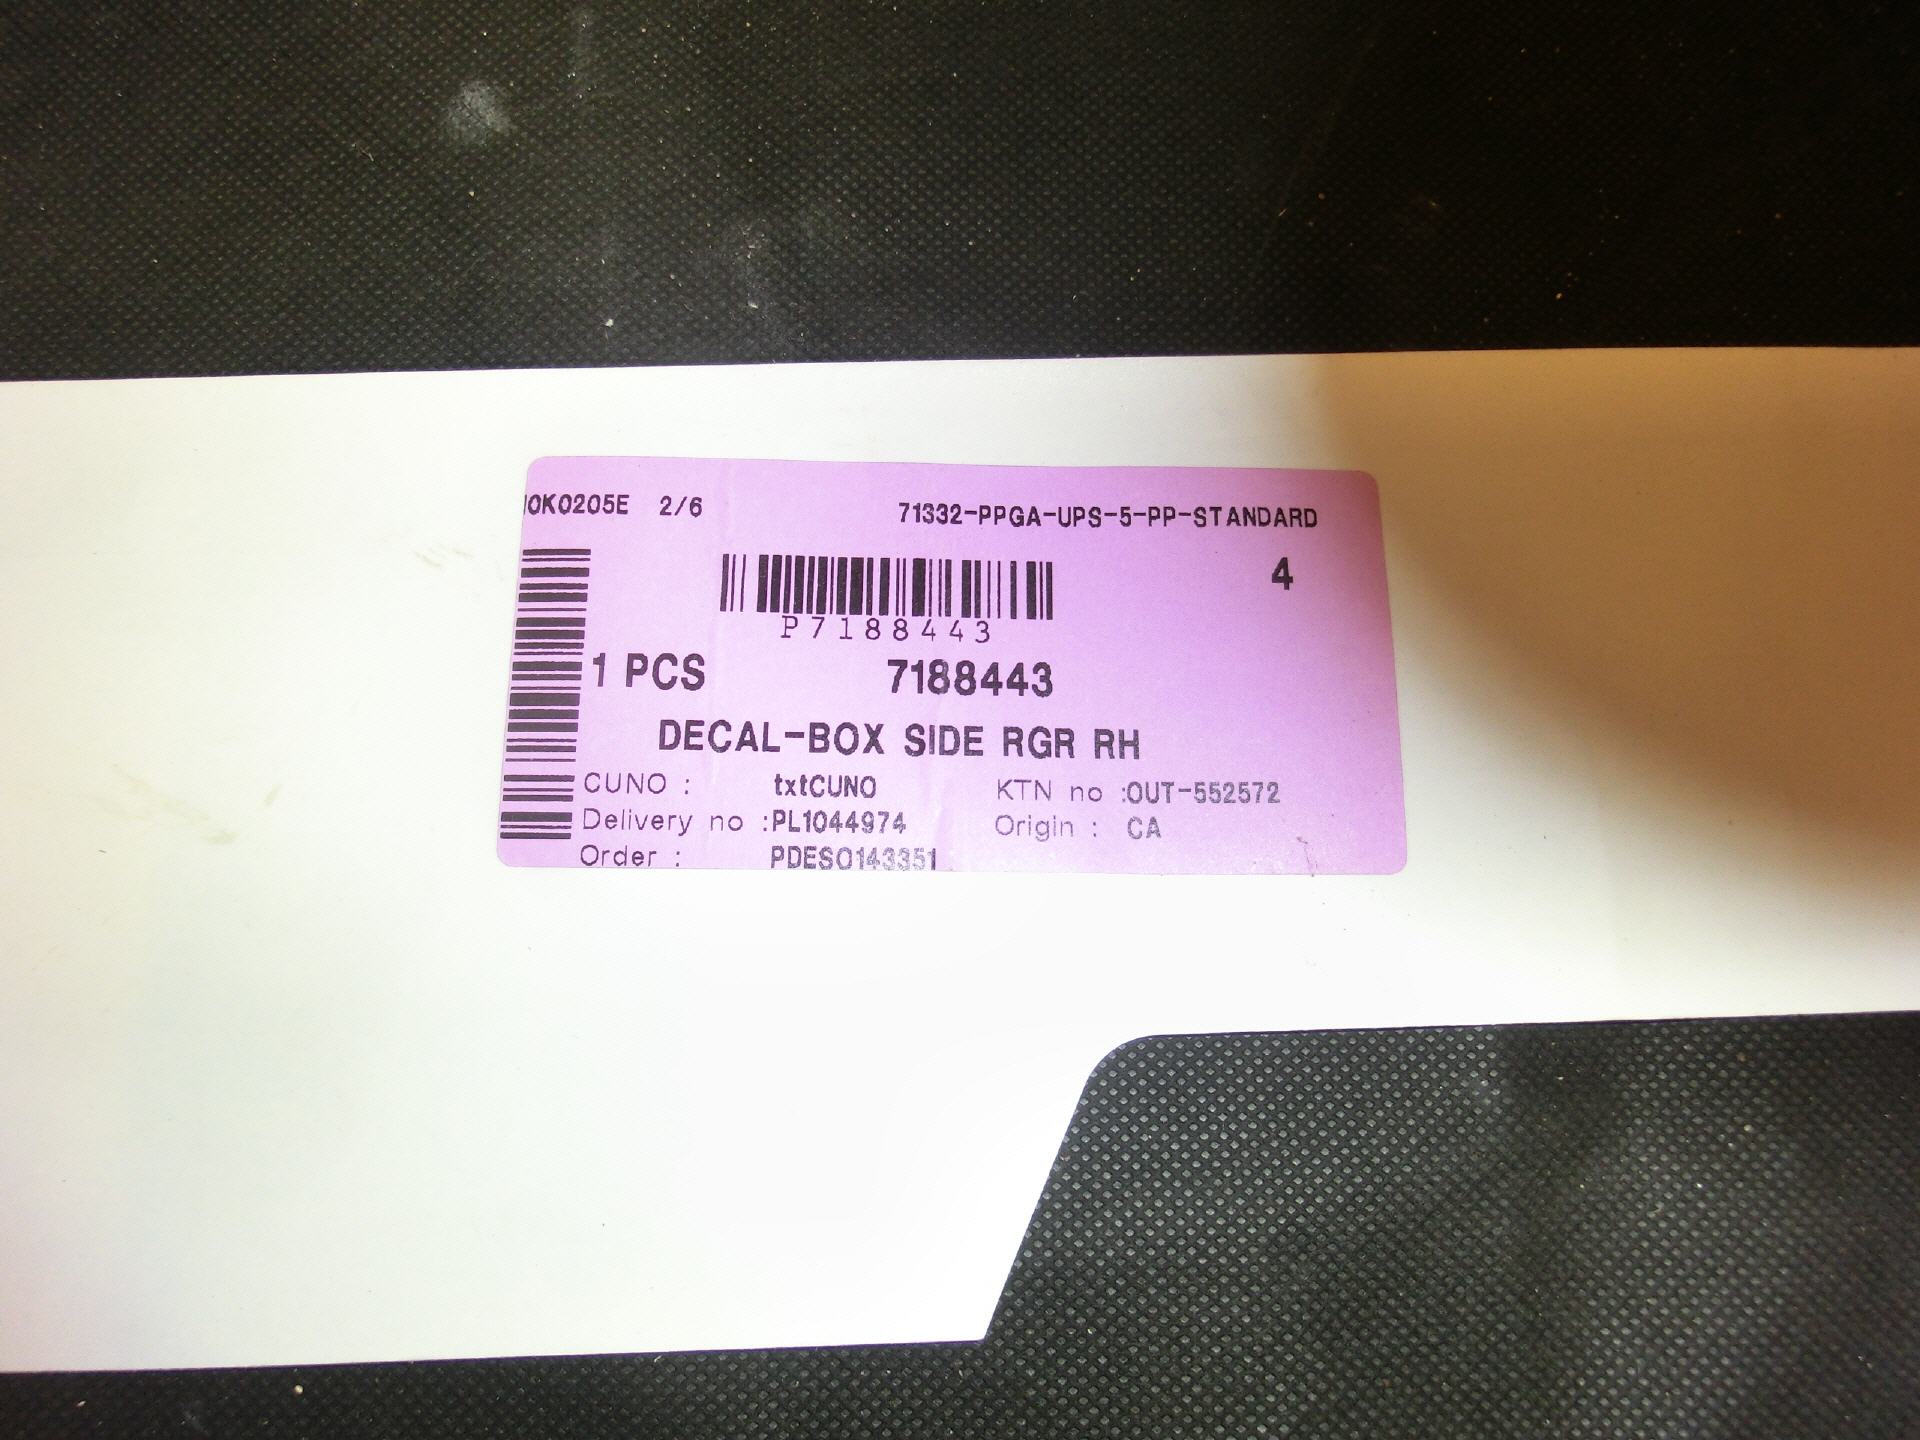 0K0205E 2/6
71332-PPGA-UPS-5-PP-STANDARD
4
P7188443
1 PCS 7188443
DECAL-BOX SIDE RGR RH
CUNO : txtCUNO KTN no :OUT-552572
Delivery no :PL1044974 Origin : CA
Order : PDESO143351